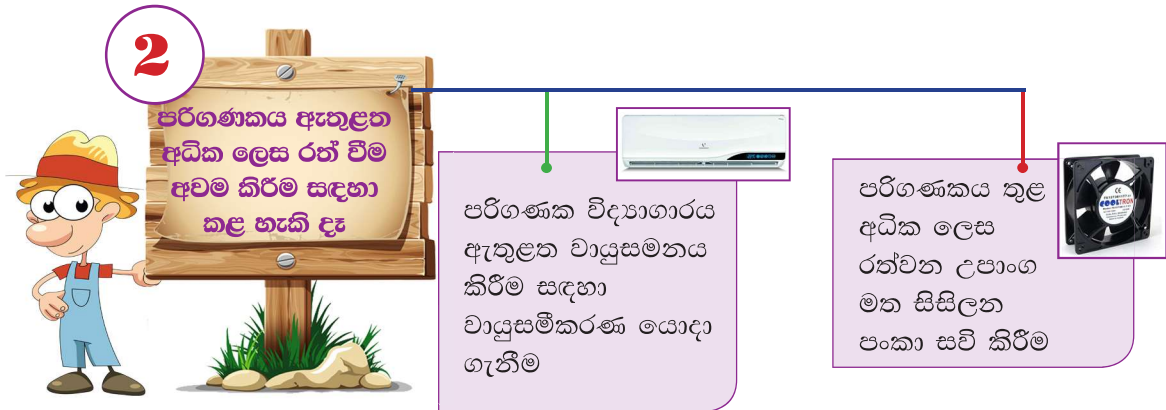 2
පරිගණකය ඇතුළත
අධික ලෙස රත් වීම
අවම කිරීම සඳහා
කළ හැකි දෑ
පරිගණක විද්‍යාගාරය
ඇතුළත වායුසමනය
කිරීම සඳහා
වායුසමීකරණ යොදා
ගැනීම
පරිගණකය තුළ
අධික ලෙස
රත්වන උපාංග
මත සිසිලන
පංකා සවි කිරීම
COOLTRON